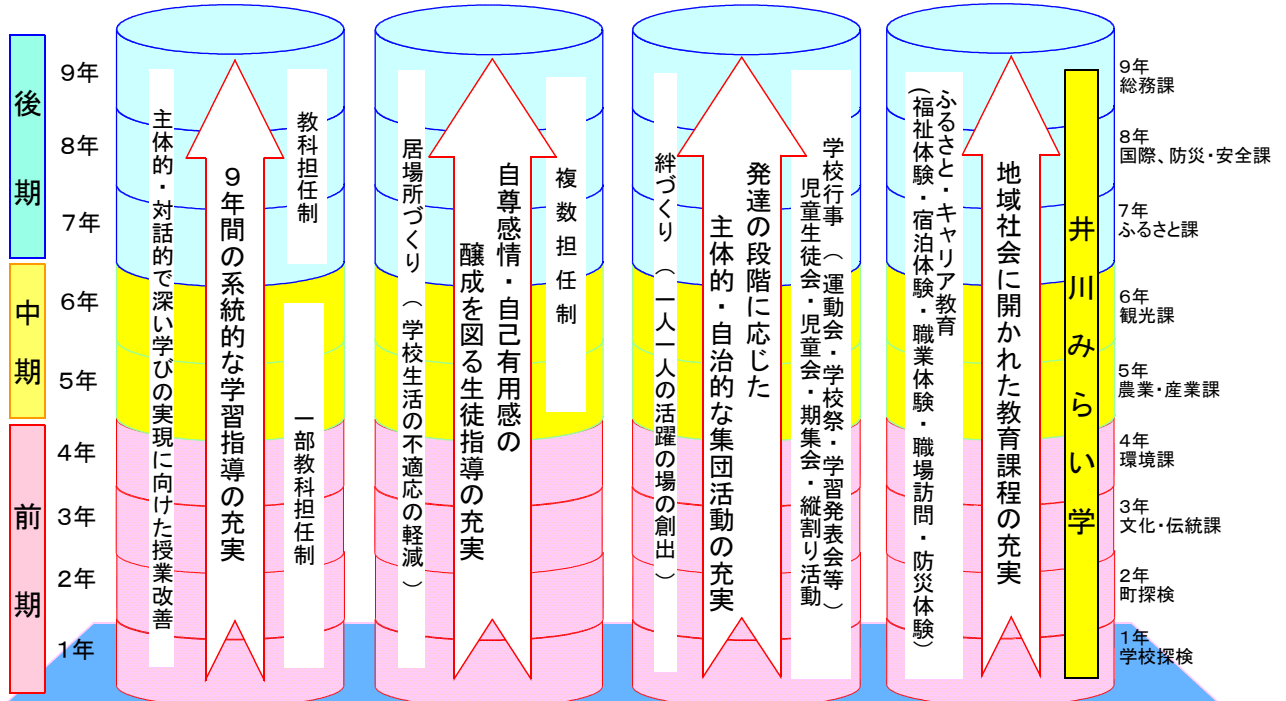 後期
中期
前期
9年
8年
7年
6年
5年
4年
3年
2年
1年
主体的・対話的で深い学びの実現に向けた授業改善
9年間の系統的な学習指導の充実
教科担任制
一部教科担任制
居場所づくり（学校生活の不適応の軽減）
自尊感情・自己有用感の
醸成を図る生徒指導の充実
複数担任制
絆づくり（一人一人の活躍の場の創出）
発達の段階に応じた
主体的・自治的な集団活動の充実
学校行事（運動会・学校祭・学習発表会等）
児童生徒会・児童会・期集会・縦割り活動
ふるさと・キャリア教育
(福祉体験・宿泊体験・職業体験・職場訪問・防災体験)
地域社会に開かれた教育課程の充実
井川みらい学
9年
総務課
8年
国際、防災・安全課
7年
ふるさと課
6年
観光課
5年
農業・産業課
4年
環境課
3年
文化・伝統課
2年
町探検
1年
学校探検